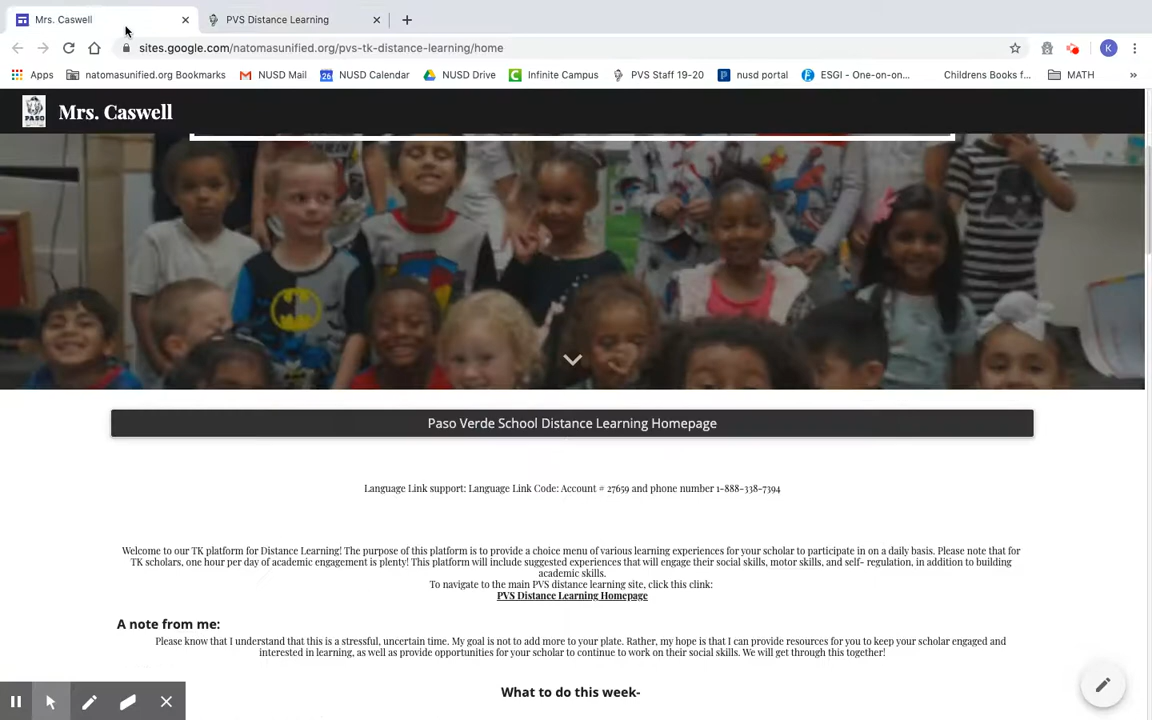 Mrs. Caswell
PVS Distance Learning
sites.google.com/natomasunified.org/pvs-tk-distance-learning/home
K
Apps
natomasunified.org Bookmarks
NUSD Mail
26
NUSD Calendar
NUSD Drive
C
Infinite Campus
PVS Staff 19-20
P
nusd portal
ESGI - One-on-on...
Childrens Books f...
MATH
»
PASO
Mrs. Caswell
Paso Verde School Distance Learning Homepage
Language Link support: Language Link Code: Account # 27659 and phone number 1-888-338-7394
Welcome to our TK platform for Distance Learning! The purpose of this platform is to provide a choice menu of various learning experiences for your scholar to participate in on a daily basis. Please note that for
TK scholars, one hour per day of academic engagement is plenty! This platform will include suggested experiences that will engage their social skills, motor skills, and self- regulation, in addition to building
academic skills.
To navigate to the main PVS distance learning site, click this clink:
PVS Distance Learning Homepage
A note from me:
Please know that I understand that this is a stressful, uncertain time. My goal is not to add more to your plate. Rather, my hope is that I can provide resources for you to keep your scholar engaged and
interested in learning, as well as provide opportunities for your scholar to continue to work on their social skills. We will get through this together!
What to do this week-